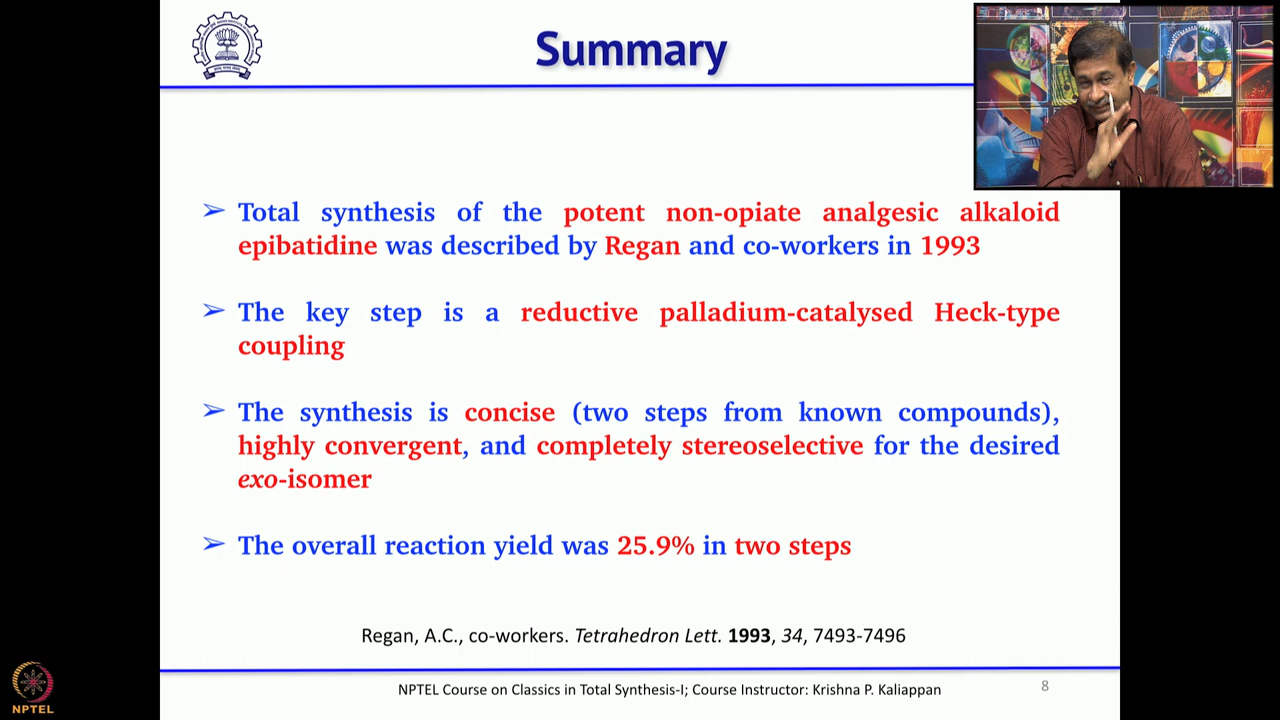 Summary
➢ Total synthesis of the potent non-opiate analgesic alkaloid
epibatidine was described by Regan and co-workers in 1993
➢ The key step is a reductive palladium-catalysed Heck-type
coupling
➢ The synthesis is concise (two steps from known compounds),
highly convergent, and completely stereoselective for the desired
exo-isomer
➢ The overall reaction yield was 25.9% in two steps
Regan, A.C., co-workers. Tetrahedron Lett. 1993, 34, 7493-7496
NPTEL Course on Classics in Total Synthesis-I; Course Instructor: Krishna P. Kaliappan
8
NPTEL